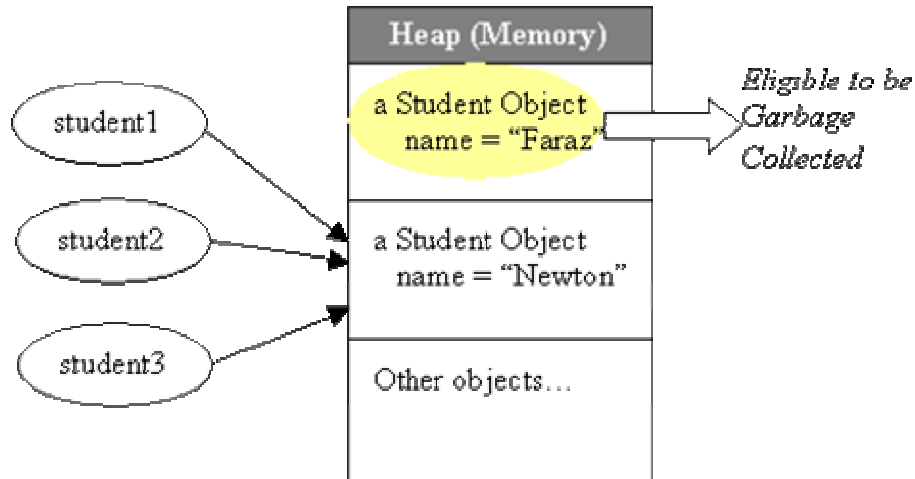 Heap (Memory)
student1
a Student Object
name = “Faraz”
Eligible to be
Garbage
Collected
student2
a Student Object
name = “Newton”
student3
Other objects...